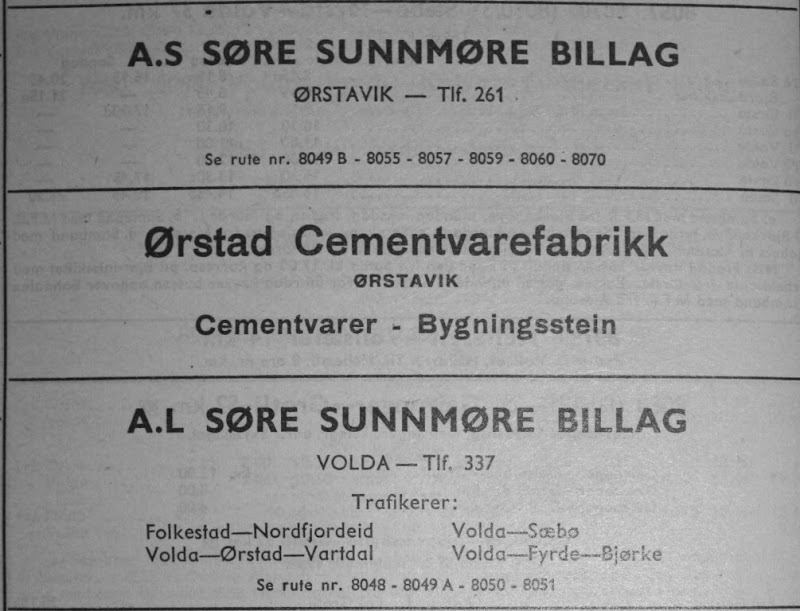 A.S SØRE SUNNMØRE BILLAG
ØRSTAVIK — Tlf. 261
Se rute nr. 8049 B - 8055 - 8057 - 8059 - 8060 - 8070
Ørstad Cementvarefabrikk
ØRSTAVIK
Cementvarer - Bygningsstein
A.L SØRE SUNNMØRE BILLAG
VOLDA — Tlf. 337
Trafikerer:
Folkestad—Nordfjordeid Volda—Sæbø
Volda—Ørstad—Vartdal Volda—Fyrde—Bjørke
Se rute nr. 8048 - 8049 A - 8050 - 8051